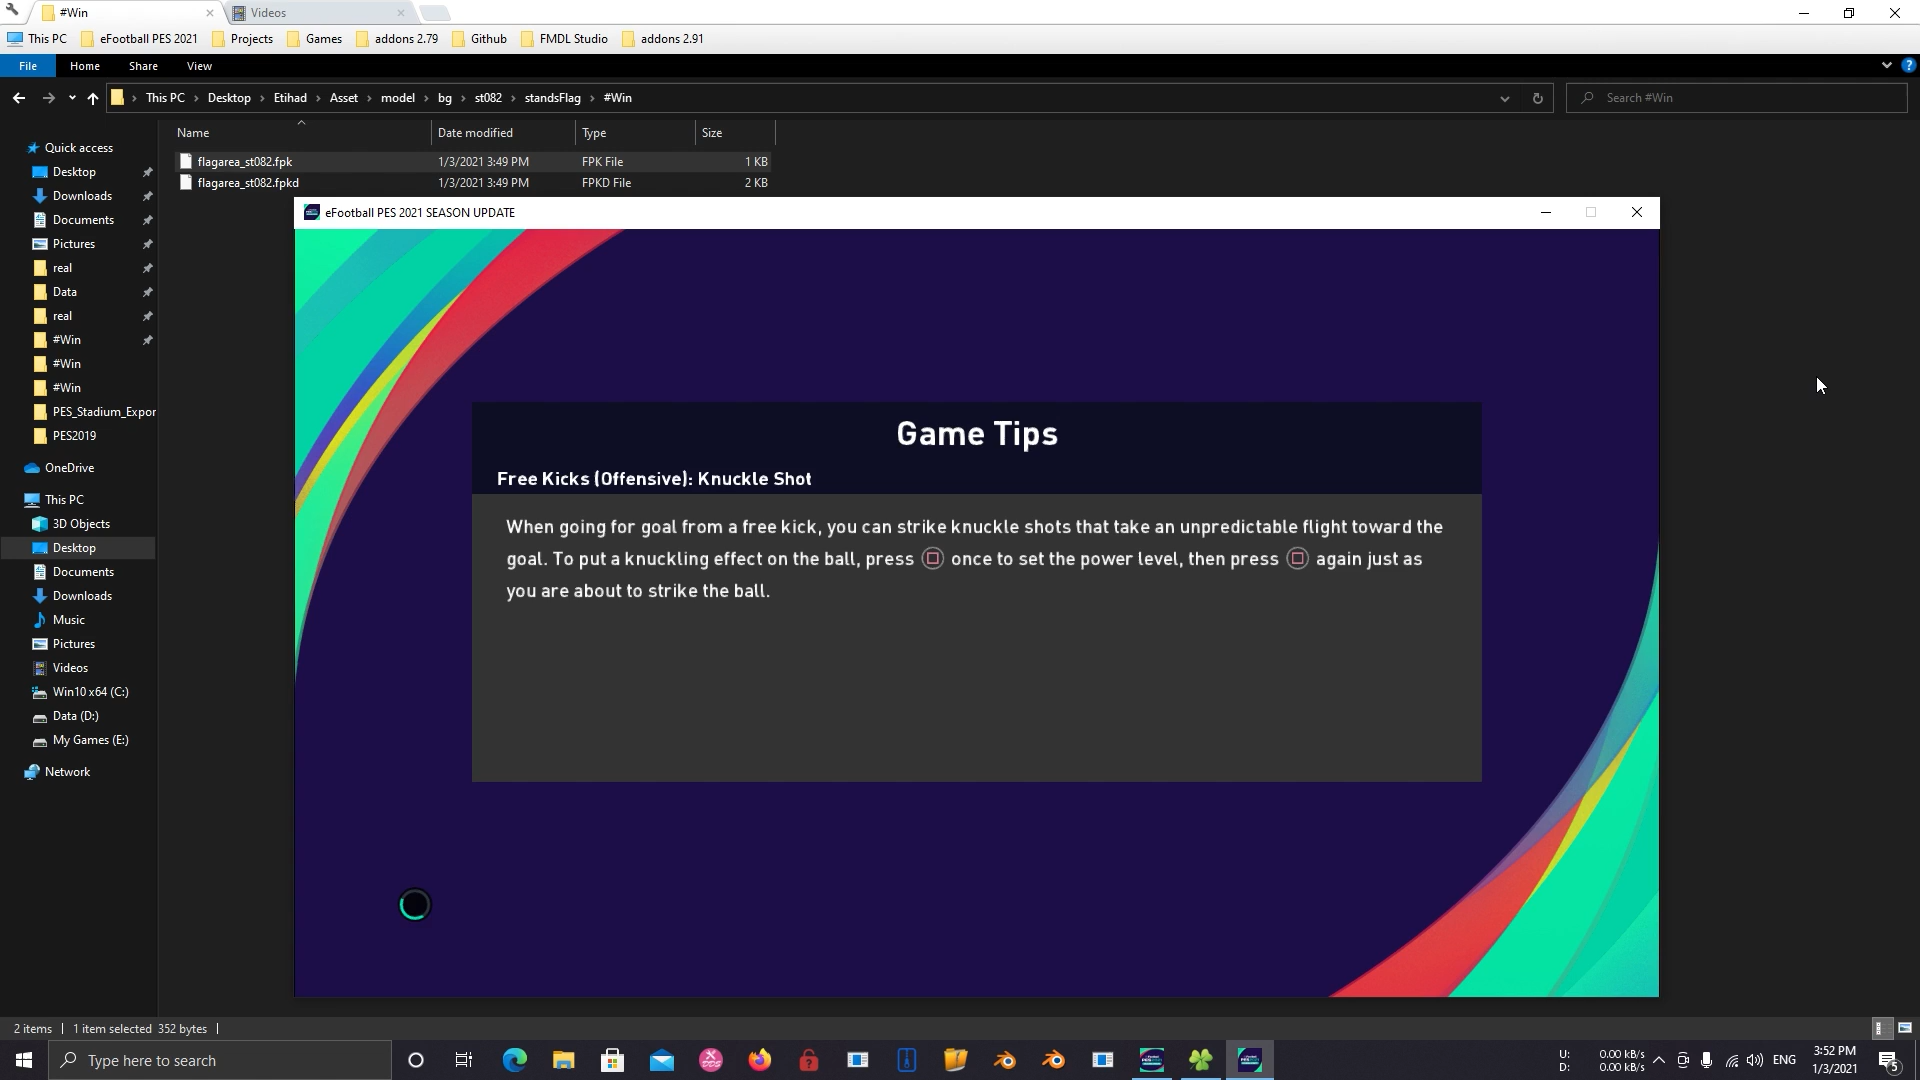 #Win
Videos
This PC
eFootball PES 2021
Projects
Games
addons 2.79
Github
FMDL Studio
addons 2.91
File
Home
Share
View
This PC > Desktop > Etihad > Asset > model > bg > st082 > standsFlag > #Win
Search #Win
Name
Date modified
Type
Size
flagarea_st082.fpk
1/3/2021 3:49 PM
FPK File
1 KB
flagarea_st082.fpkd
1/3/2021 3:49 PM
FPKD File
2 KB
Quick access
Desktop
Downloads
Documents
Pictures
real
Data
real
#Win
#Win
#Win
PES_Stadium_Expor
PES2019
OneDrive
This PC
3D Objects
Desktop
Documents
Downloads
Music
Pictures
Videos
Win10 x64 (C:)
Data (D:)
My Games (E:)
Network
eFootball PES 2021 SEASON UPDATE
Game Tips
Free Kicks (Offensive): Knuckle Shot
When going for goal from a free kick, you can strike knuckle shots that take an unpredictable flight toward the
goal. To put a knuckling effect on the ball, press once to set the power level, then press again just as
you are about to strike the ball.
2 items
1 item selected 352 bytes
Type here to search
U: 0.00 kB/s
D: 0.00 kB/s
ENG
3:52 PM
1/3/2021
5